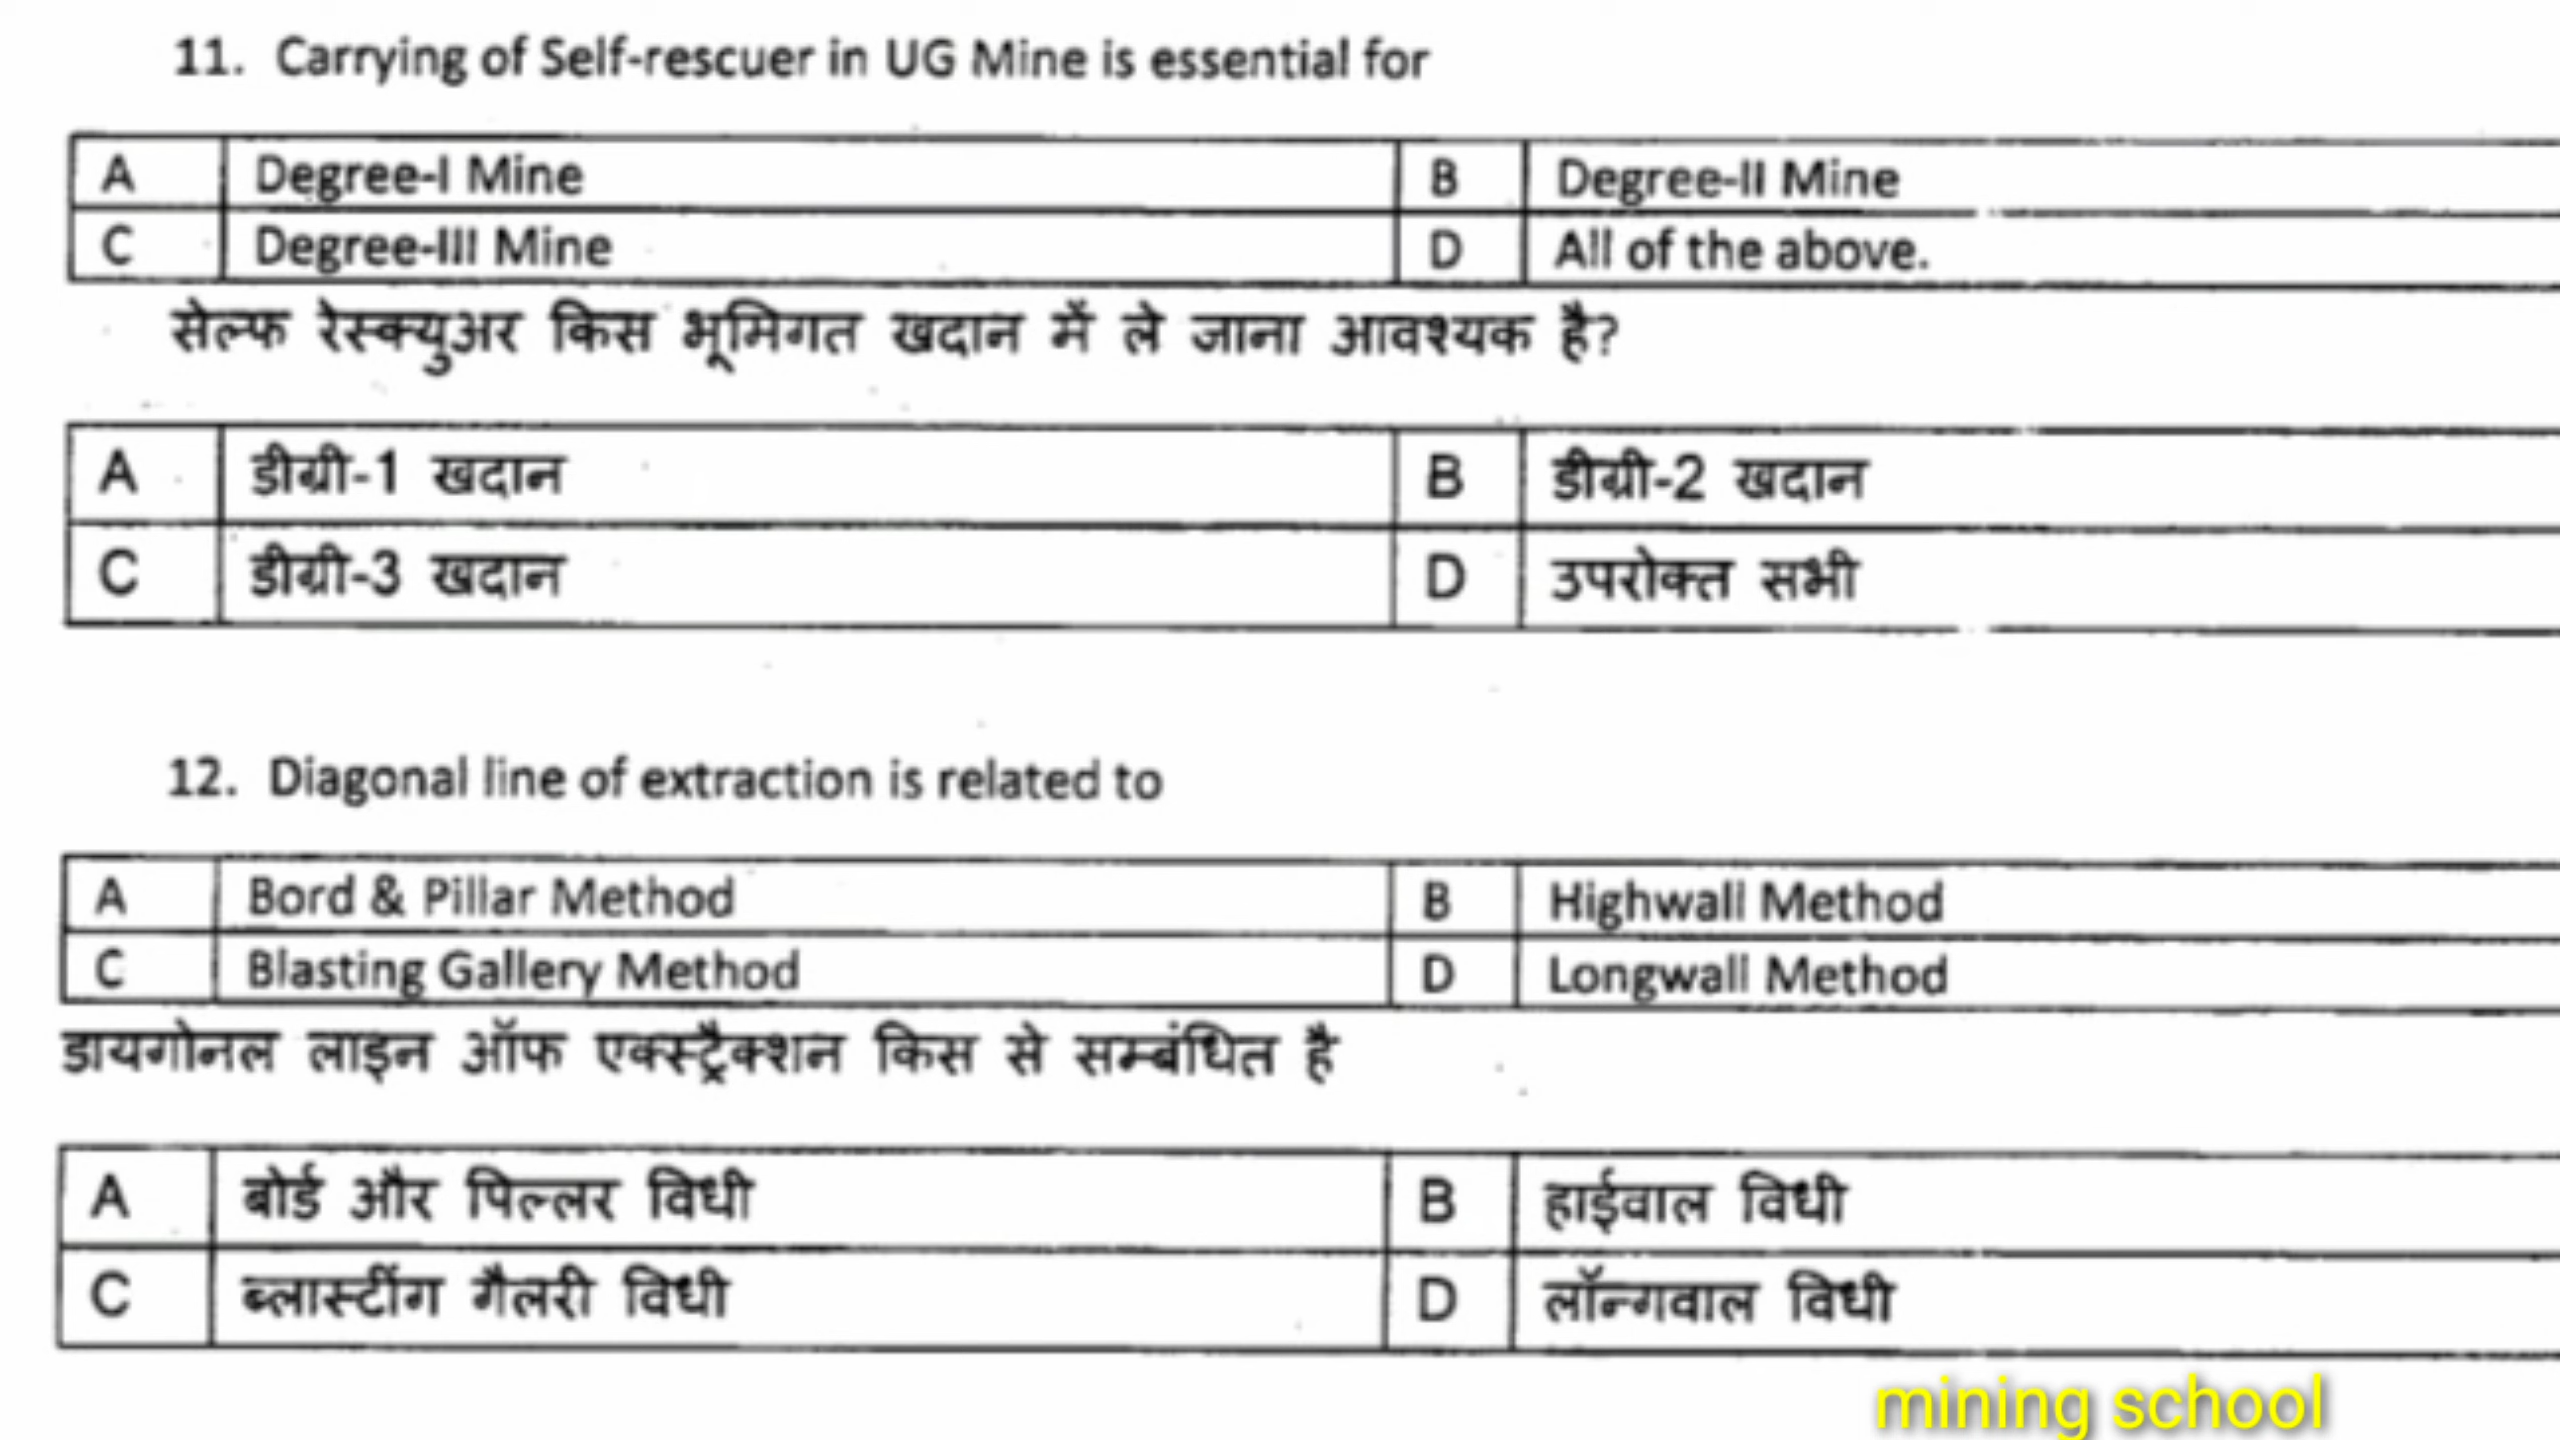 11. Carrying of Self-rescuer in UG Mine is essential for
A Degree-I Mine B Degree-II Mine
C Degree-III Mine D All of the above.
सेल्फ रेस्क्युअर किस भूमिगत खदान में ले जाना आवश्यक है?
A डीग्री-1 खदान B डीग्री-2 खदान
C डीग्री-3 खदान D उपरोक्त सभी
12. Diagonal line of extraction is related to
A Bord & Pillar Method B Highwall Method
C Blasting Gallery Method D Longwall Method
डायगोनल लाइन ऑफ एक्स्ट्रैक्शन किस से सम्बंधित है
A बोर्ड और पिल्लर विधी B हाईवाल विधी
C ब्लास्टींग गैलरी विधी D लॉन्गवाल विधी
mining school